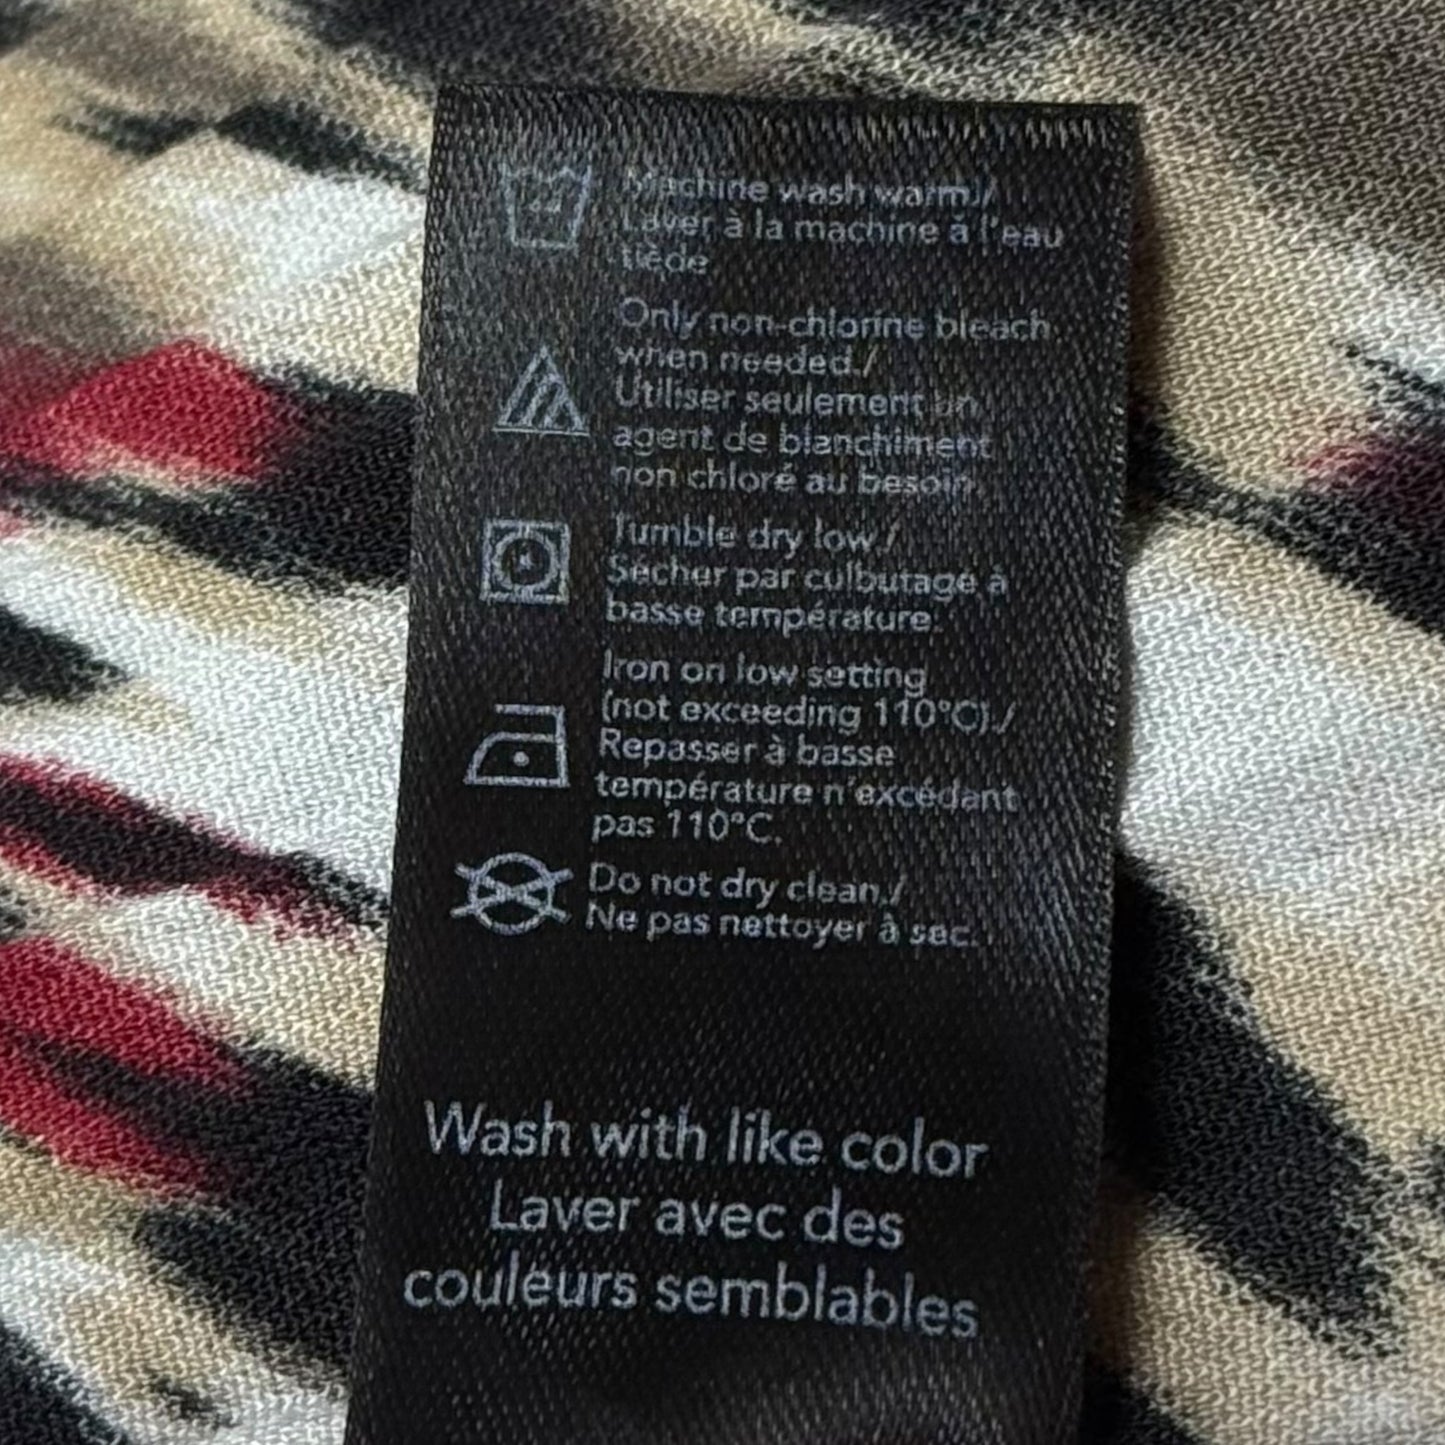 Machine wash warm./
Laver à la machine à l'eau
tiède
Only non-chlorine bleach
when needed./
Utiliser seulement un
agent de blanchiment
non chloré au besoin.
Tumble dry low./
Sécher par culbutage à
basse température.
Iron on low setting
(not exceeding 110°C)./
Repasser à basse
température n'excédant
pas 110°C.
Do not dry clean./
Ne pas nettoyer à sec.
Wash with like color
Laver avec des
couleurs semblables